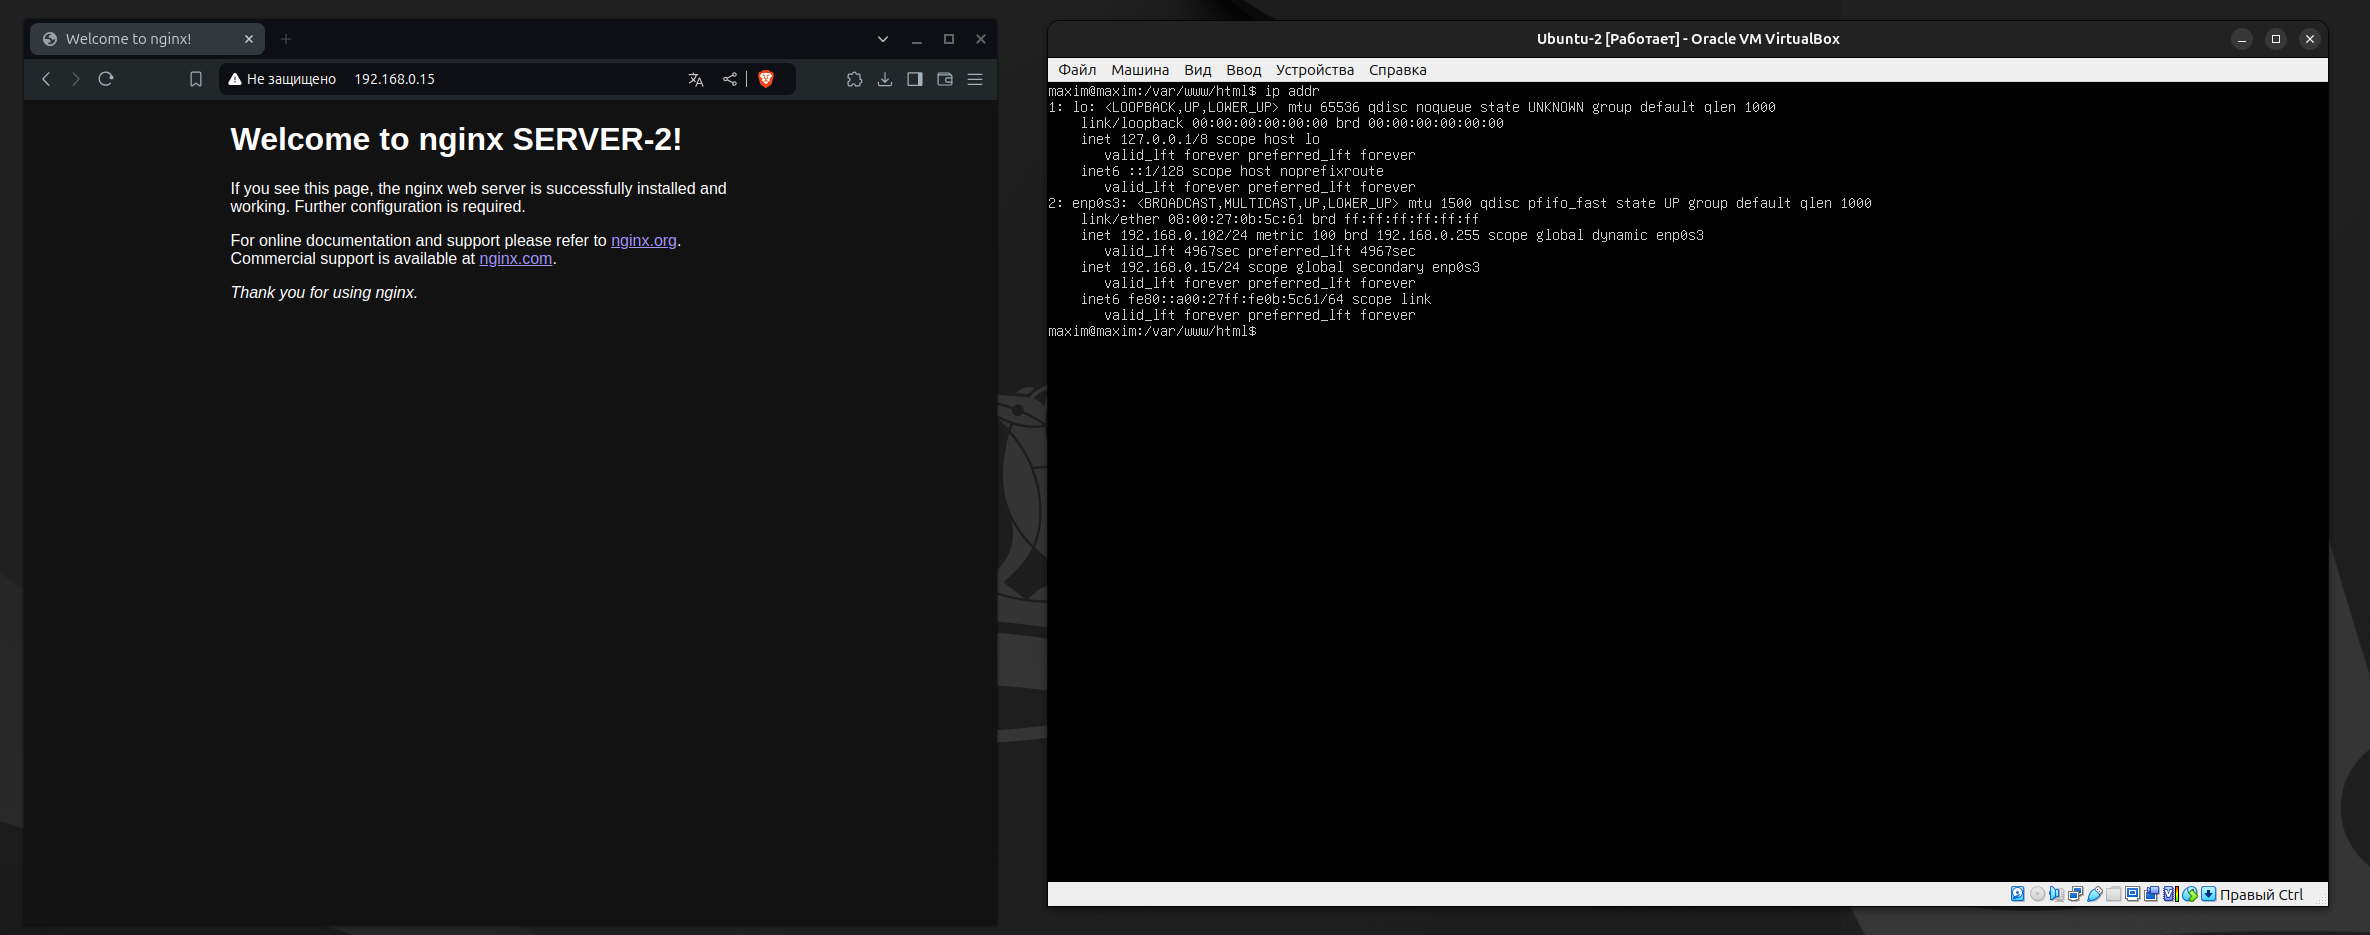 Welcome to nginx!
Не защищено 192.168.0.15
Welcome to nginx SERVER-2!
If you see this page, the nginx web server is successfully installed and
working. Further configuration is required.
For online documentation and support please refer to nginx.org.
Commercial support is available at nginx.com.
Thank you for using nginx.
Ubuntu-2 [Работает] - Oracle VM VirtualBox
Файл Машина Вид Ввод Устройства Справка
maxim@maxim:/var/www/html$ ip addr
1: lo: <LOOPBACK,UP,LOWER_UP> mtu 65536 qdisc noqueue state UNKNOWN group default qlen 1000
link/loopback 00:00:00:00:00:00 brd 00:00:00:00:00:00
inet 127.0.0.1/8 scope host lo
valid_lft forever preferred_lft forever
inet6 ::1/128 scope host noprefixroute
valid_lft forever preferred_lft forever
2: enp0s3: <BROADCAST,MULTICAST,UP,LOWER_UP> mtu 1500 qdisc pfifo_fast state UP group default qlen 1000
link/ether 08:00:27:0b:5c:61 brd ff:ff:ff:ff:ff:ff
inet 192.168.0.102/24 metric 100 brd 192.168.0.255 scope global dynamic enp0s3
valid_lft 4967sec preferred_lft 4967sec
inet 192.168.0.15/24 scope global secondary enp0s3
valid_lft forever preferred_lft forever
inet6 fe80::a00:27ff:fe0b:5c61/64 scope link
valid_lft forever preferred_lft forever
maxim@maxim:/var/www/html$
Правый Ctrl